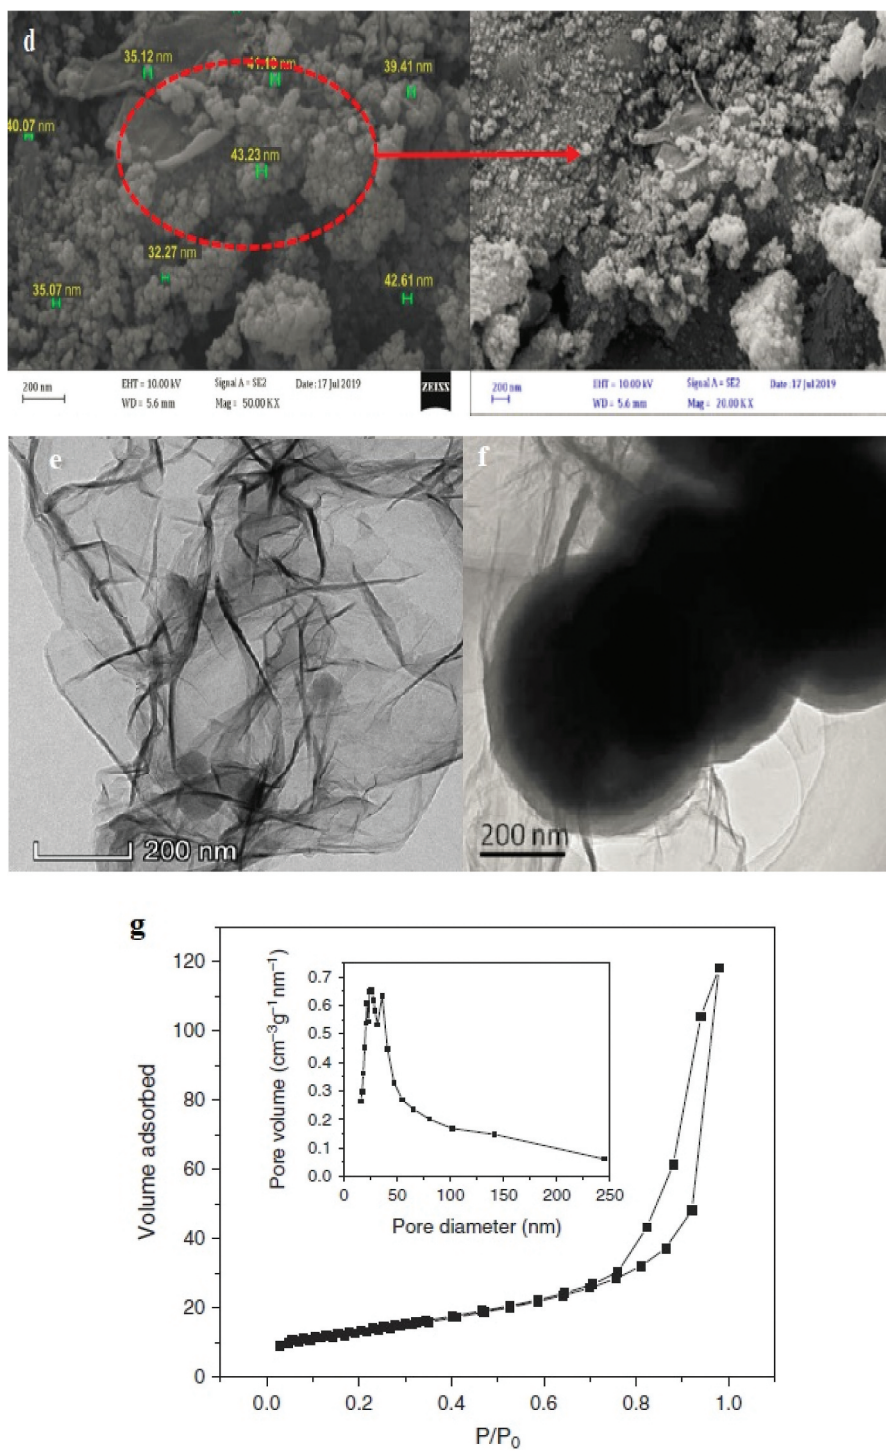 d
35.12 nm
41.18 nm
39.41 nm
40.07 nm
43.23 nm
32.27 nm
35.07 nm
42.61 nm
200 nm
EHT = 10.00 kV
Signal A = SE2
Date :17 Jul 2019
WD = 5.6 mm
Mag = 50.00 K X
ZEISS
200 nm
EHT = 10.00 kV
Signal A = SE2
Date :17 Jul 2019
WD = 5.6 mm
Mag = 20.00 K X
e
200 nm
f
200 nm
g
Volume adsorbed
120
100
80
60
40
20
0
0.0 0.2 0.4 0.6 0.8 1.0
P/P₀
Pore volume (cm⁻³g⁻¹nm⁻¹)
0.7
0.6
0.5
0.4
0.3
0.2
0.1
0.0
0 50 100 150 200 250
Pore diameter (nm)